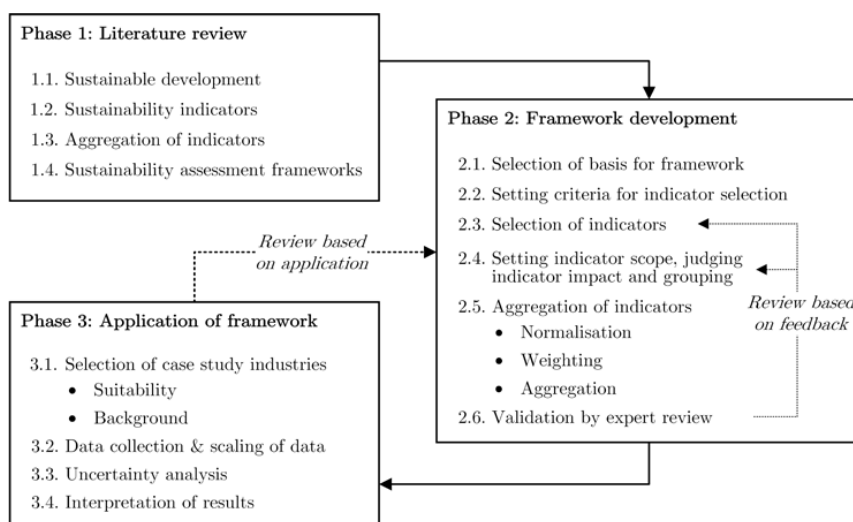 Phase 1: Literature review
1.1. Sustainable development
1.2. Sustainability indicators
1.3. Aggregation of indicators
1.4. Sustainability assessment frameworks
Phase 2: Framework development
2.1. Selection of basis for framework
2.2. Setting criteria for indicator selection
2.3. Selection of indicators
2.4. Setting indicator scope, judging
indicator impact and grouping
2.5. Aggregation of indicators
• Normalisation
• Weighting
• Aggregation
2.6. Validation by expert review
Review based
on feedback
Review based
on application
Phase 3: Application of framework
3.1. Selection of case study industries
• Suitability
• Background
3.2. Data collection & scaling of data
3.3. Uncertainty analysis
3.4. Interpretation of results